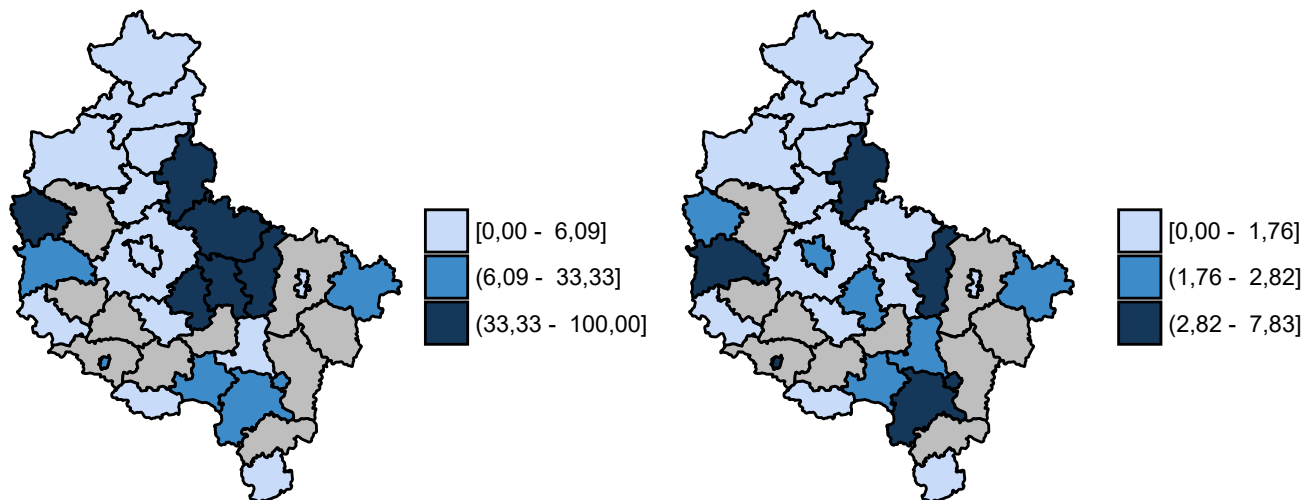 [0,00 - 6,09]
(6,09 - 33,33]
(33,33 - 100,00]
[0,00 - 1,76]
(1,76 - 2,82]
(2,82 - 7,83]